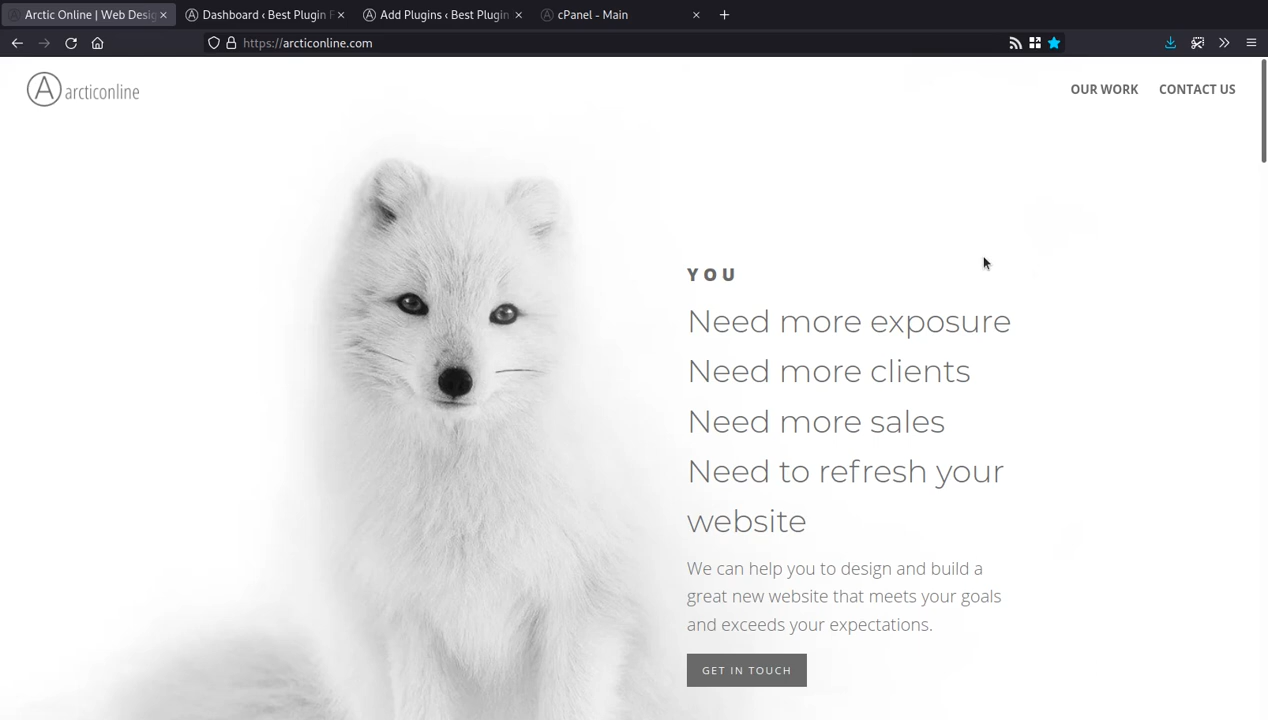 Arctic Online | Web Desig
Dashboard ‹ Best Plugin F
Add Plugins ‹ Best Plugin
cPanel - Main
https://arcticonline.com
A arcticonline
OUR WORK
CONTACT US
YOU
Need more exposure
Need more clients
Need more sales
Need to refresh your
website
We can help you to design and build a
great new website that meets your goals
and exceeds your expectations.
GET IN TOUCH